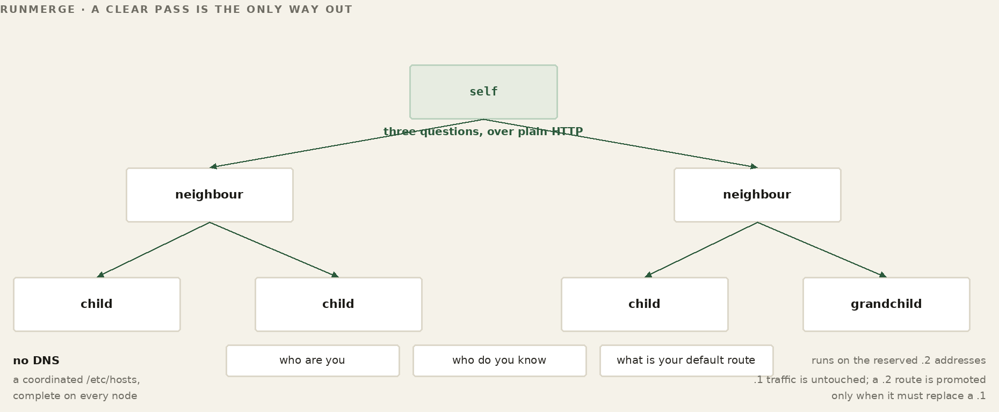 RUNMERGE · A CLEAR PASS IS THE ONLY WAY OUT
self
three questions, over plain HTTP
neighbour
neighbour
child
child
child
grandchild
who are you
who do you know
what is your default route
no DNS
a coordinated /etc/hosts,
complete on every node
runs on the reserved .2 addresses
.1 traffic is untouched; a .2 route is promoted
only when it must replace a .1